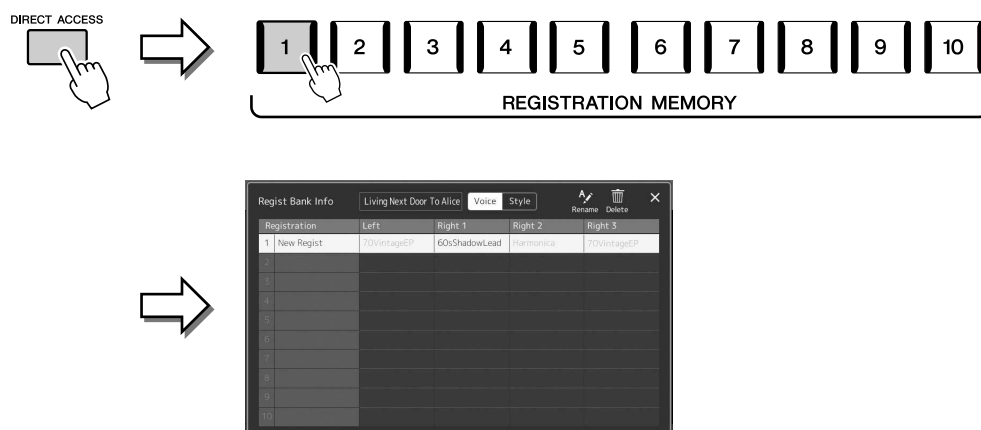 DIRECT ACCESS
1 2 3 4 5 6 7 8 9 10
REGISTRATION MEMORY
Regist Bank Info Living Next Door To Alice Voice Style Rename Delete
Registration Left Right 1 Right 2 Right 3
1 New Regist 70VintageEP 60sShadowLead Harmonica 70VintageEP
2
3
4
5
6
7
8
9
10